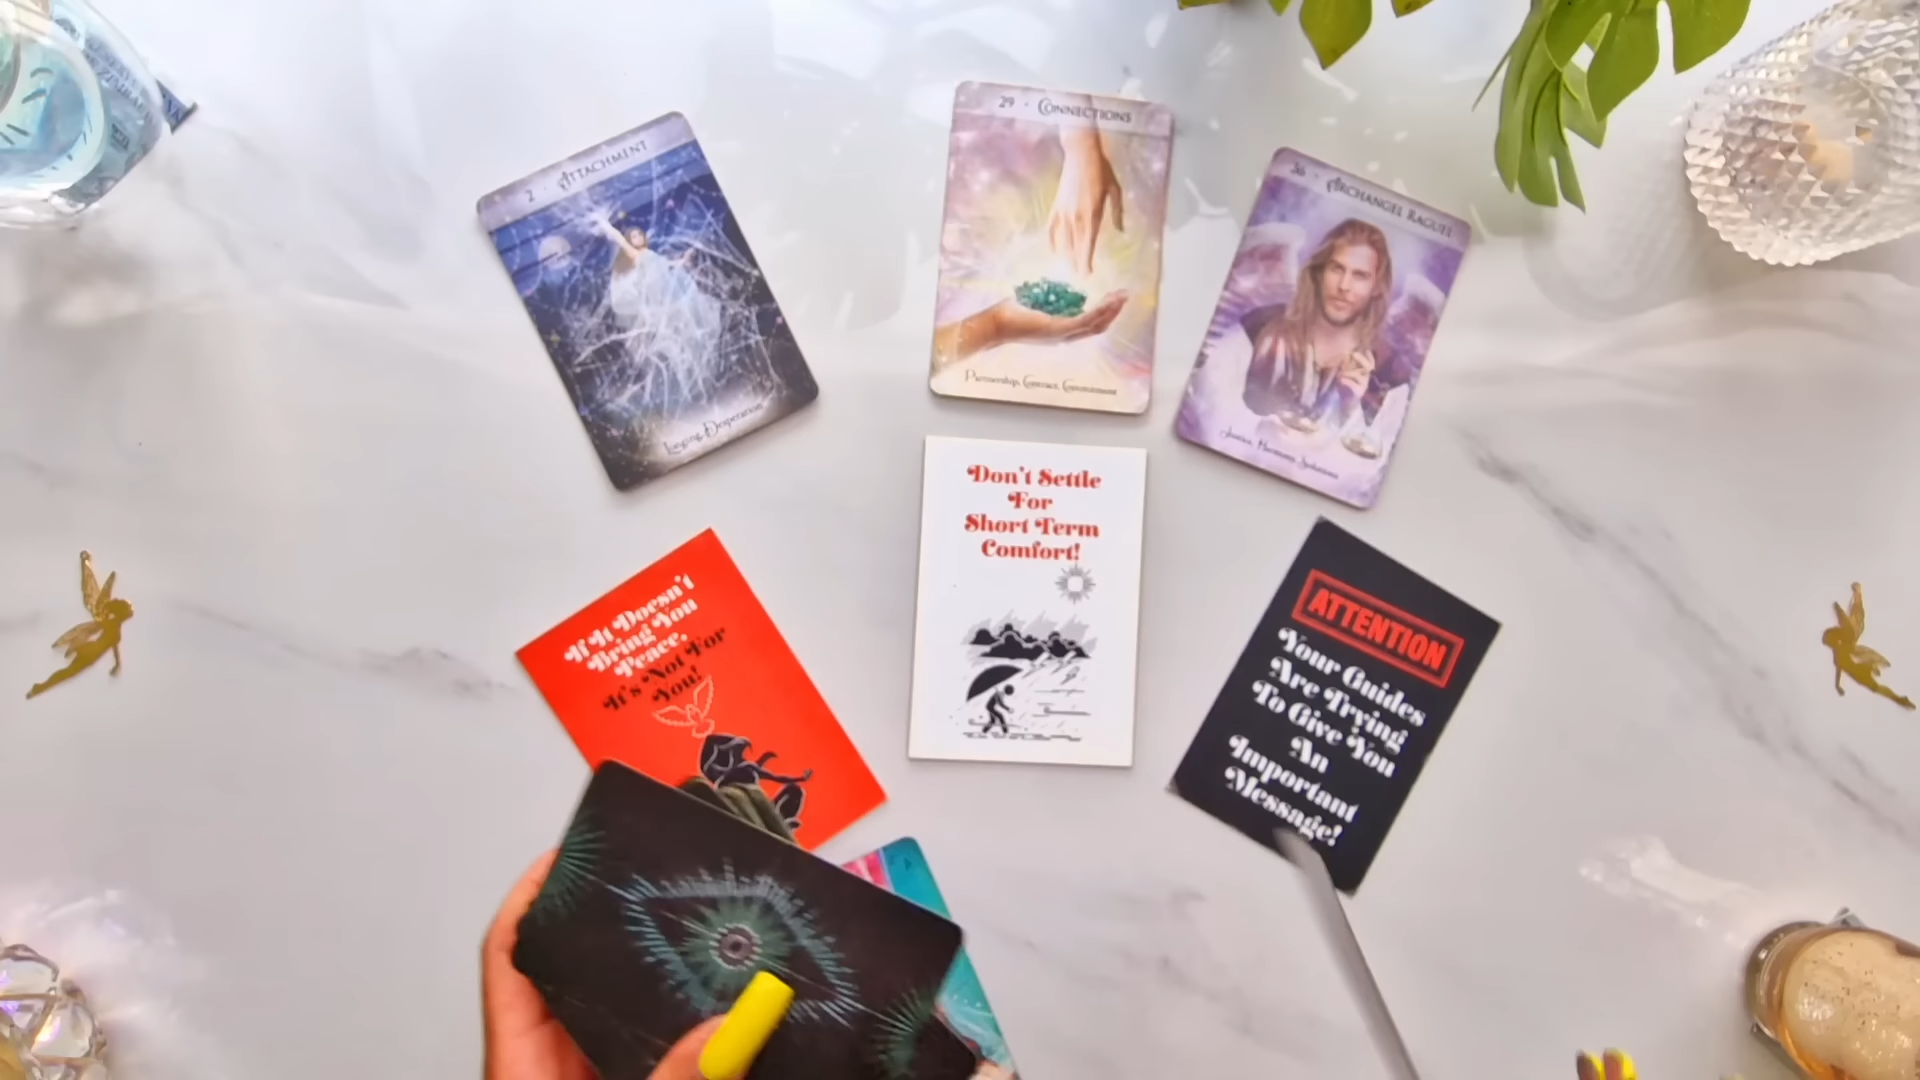 2 · ATTACHMENT
Longing, Desperation
29 · CONNECTIONS
Partnership, Contract, Commitment
36 · ARCHANGEL RAGUEL
Justice, Harmony,
If It Doesn't
Bring You
Peace,
It's Not For
You!
Don't Settle
For
Short Term
Comfort!
ATTENTION
Your Guides
Are Trying
To Give You
An
Important
Message!